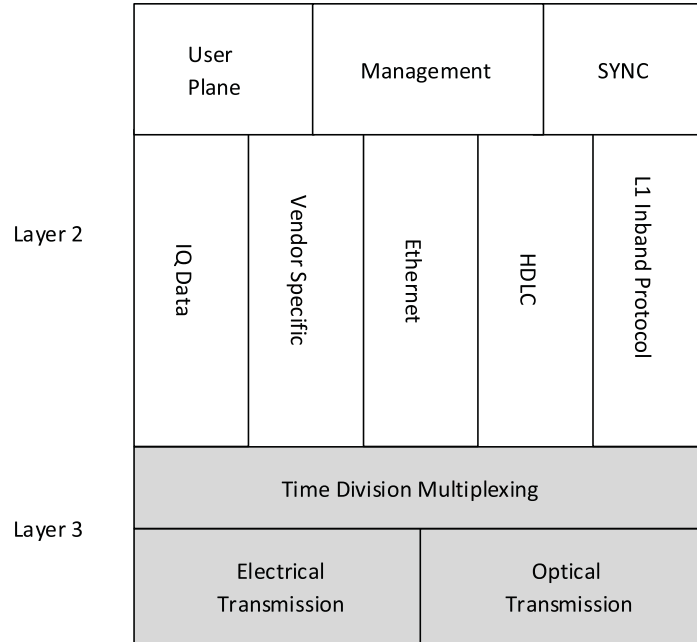 User
Plane
Management
SYNC
Layer 2
IQ Data
Vendor Specific
Ethernet
HDLC
L1 Inband Protocol
Time Division Multiplexing
Layer 3
Electrical
Transmission
Optical
Transmission